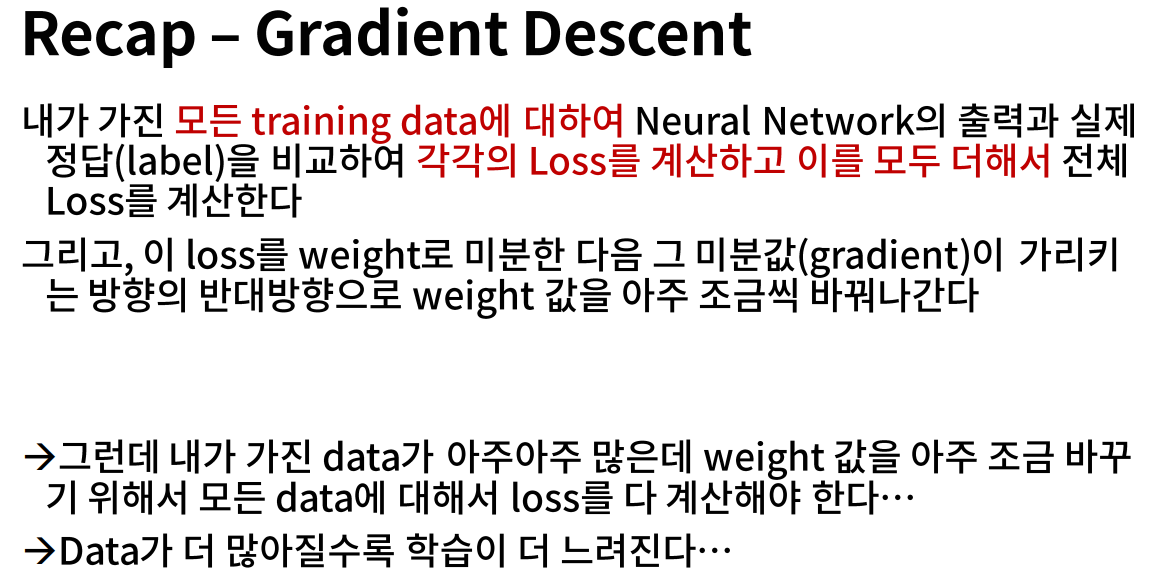 Recap – Gradient Descent
내가 가진 모든 training data에 대하여 Neural Network의 출력과 실제
정답(label)을 비교하여 각각의 Loss를 계산하고 이를 모두 더해서 전체
Loss를 계산한다
그리고, 이 loss를 weight로 미분한 다음 그 미분값(gradient)이 가리키
는 방향의 반대방향으로 weight 값을 아주 조금씩 바꿔나간다
→그런데 내가 가진 data가 아주아주 많은데 weight 값을 아주 조금 바꾸
기 위해서 모든 data에 대해서 loss를 다 계산해야 한다…
→Data가 더 많아질수록 학습이 더 느려진다…